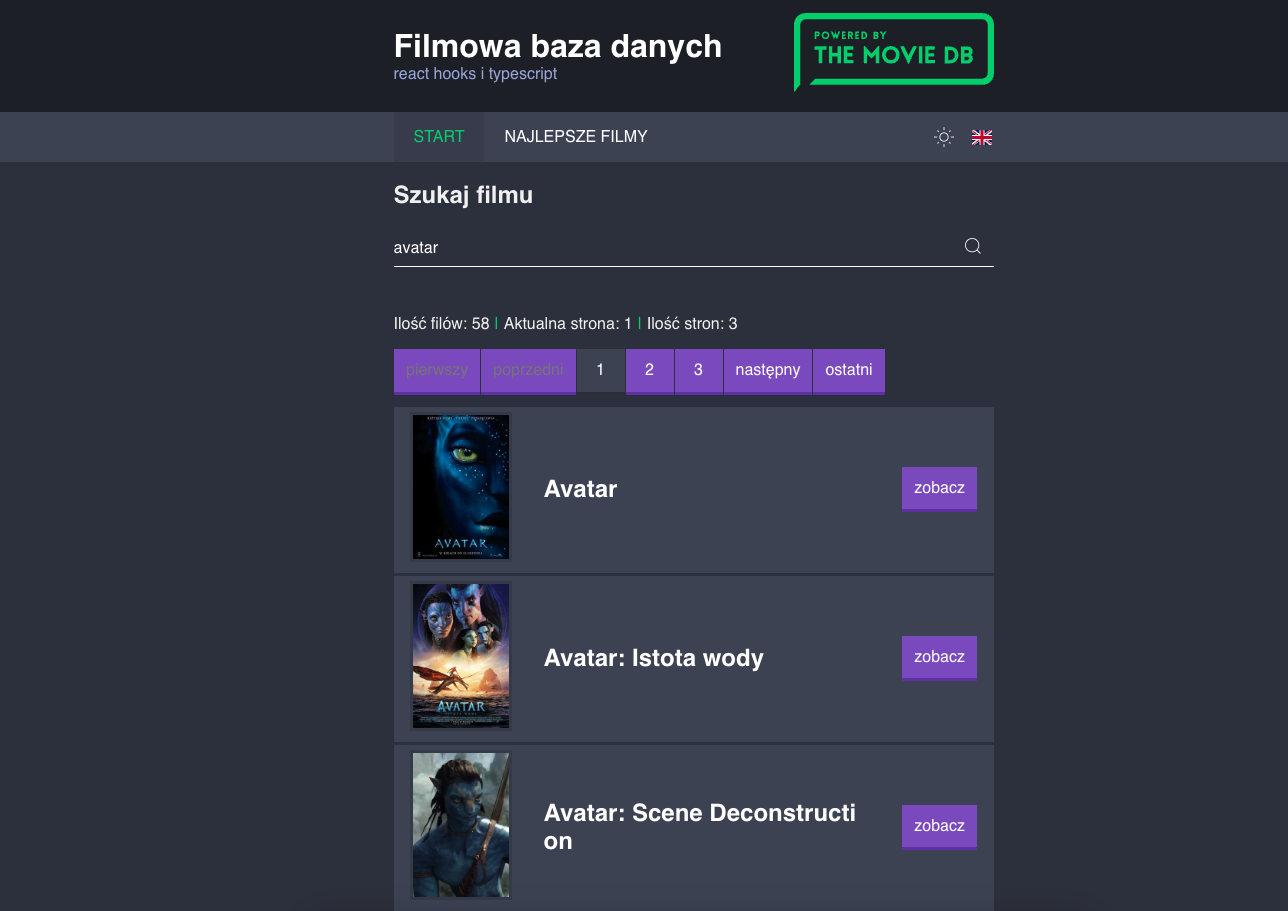 Filmowa baza danych
react hooks i typescript
POWERED BY
THE MOVIE DB
START
NAJLEPSZE FILMY
Szukaj filmu
avatar
Ilość filów: 58 | Aktualna strona: 1 | Ilość stron: 3
pierwszy poprzedni 1 2 3 następny ostatni
AVATAR
Avatar
zobacz
AVATAR
Avatar: Istota wody
zobacz
Avatar: Scene Deconstructi
on
zobacz